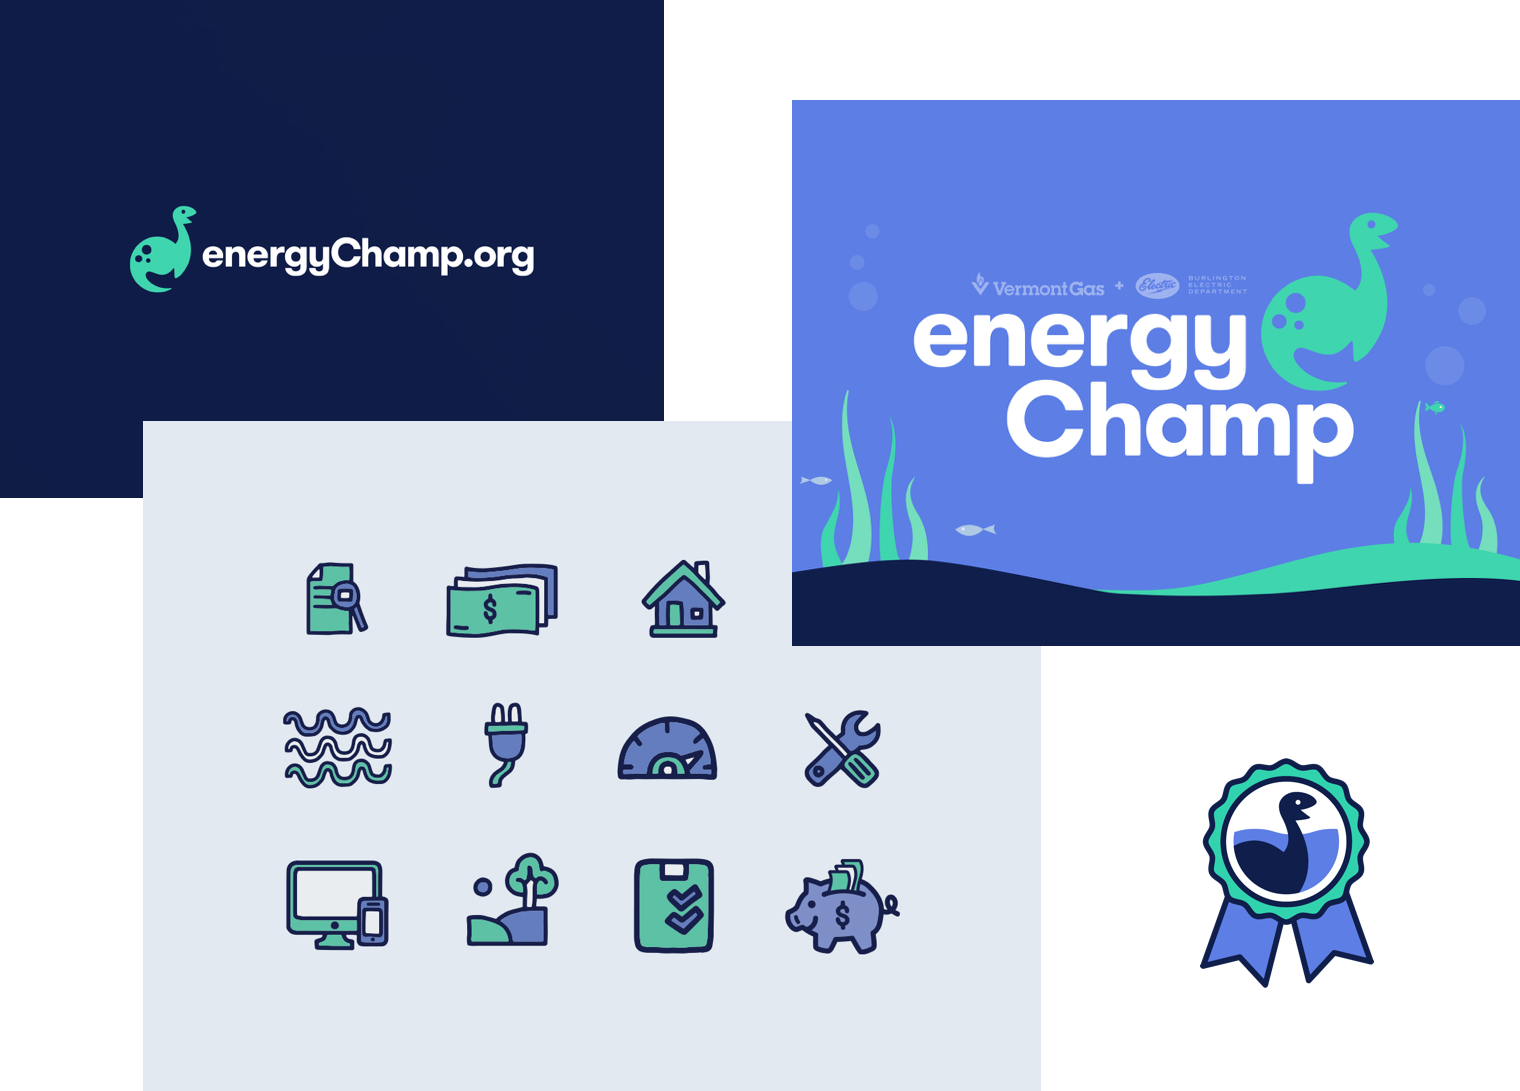 energyChamp.org
VermontGas + Electric BURLINGTON
ELECTRIC
DEPARTMENT
energy
Champ
$
$